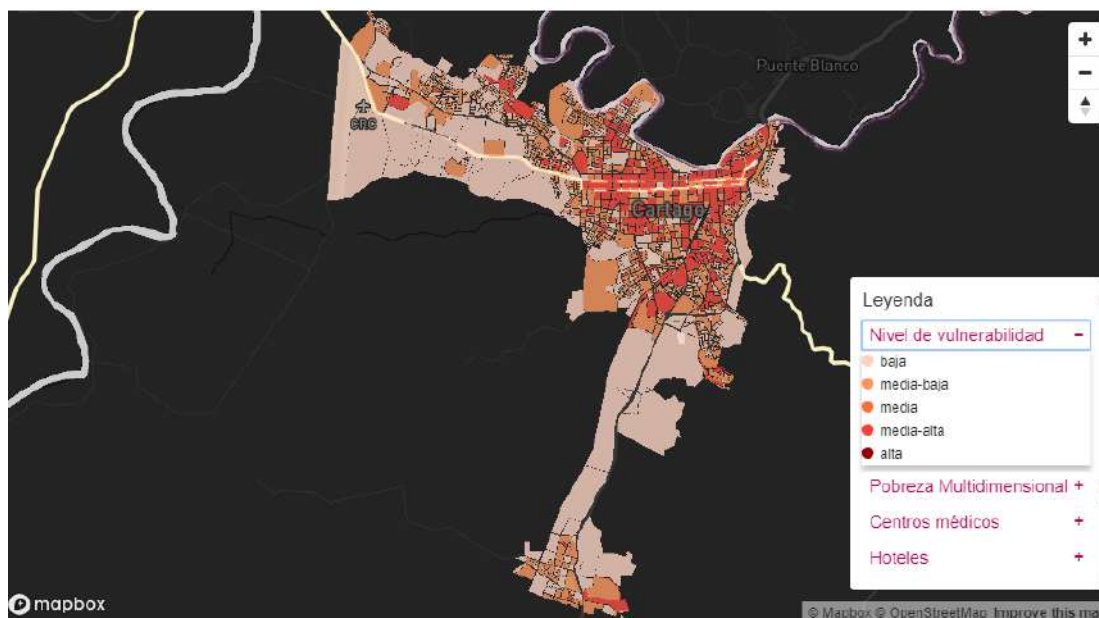 Puente Blanco
CRC
Cartago
+
−
Leyenda
Nivel de vulnerabilidad −
baja
media-baja
media
media-alta
alta
Pobreza Multidimensional +
Centros médicos +
Hoteles +
mapbox
© Mapbox © OpenStreetMap Improve this ma